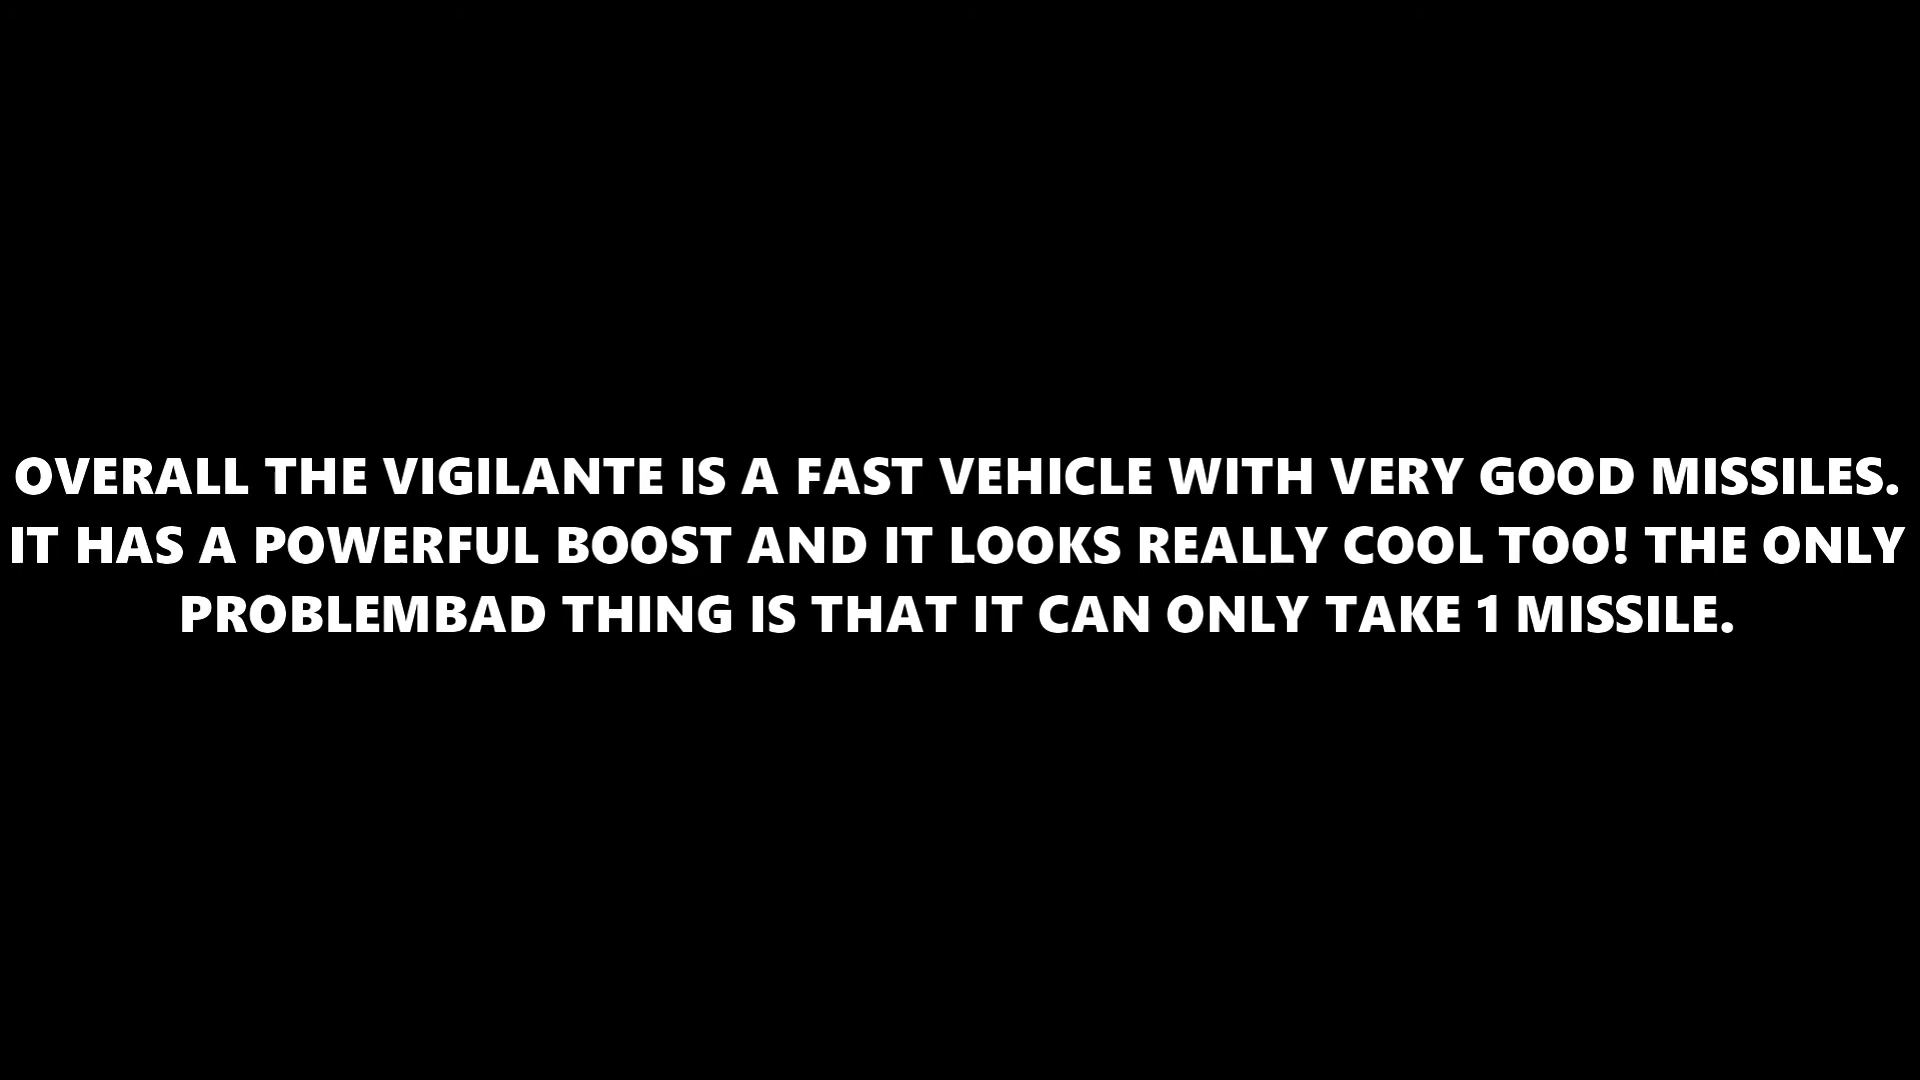 OVERALL THE VIGILANTE IS A FAST VEHICLE WITH VERY GOOD MISSILES.
IT HAS A POWERFUL BOOST AND IT LOOKS REALLY COOL TOO! THE ONLY
PROBLEMBAD THING IS THAT IT CAN ONLY TAKE 1 MISSILE.